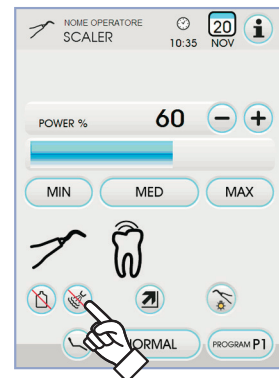 NOME OPERATORE
SCALER
10:35
20
NOV
i
POWER %
60
MIN MED MAX
NORMAL
PROGRAM P1